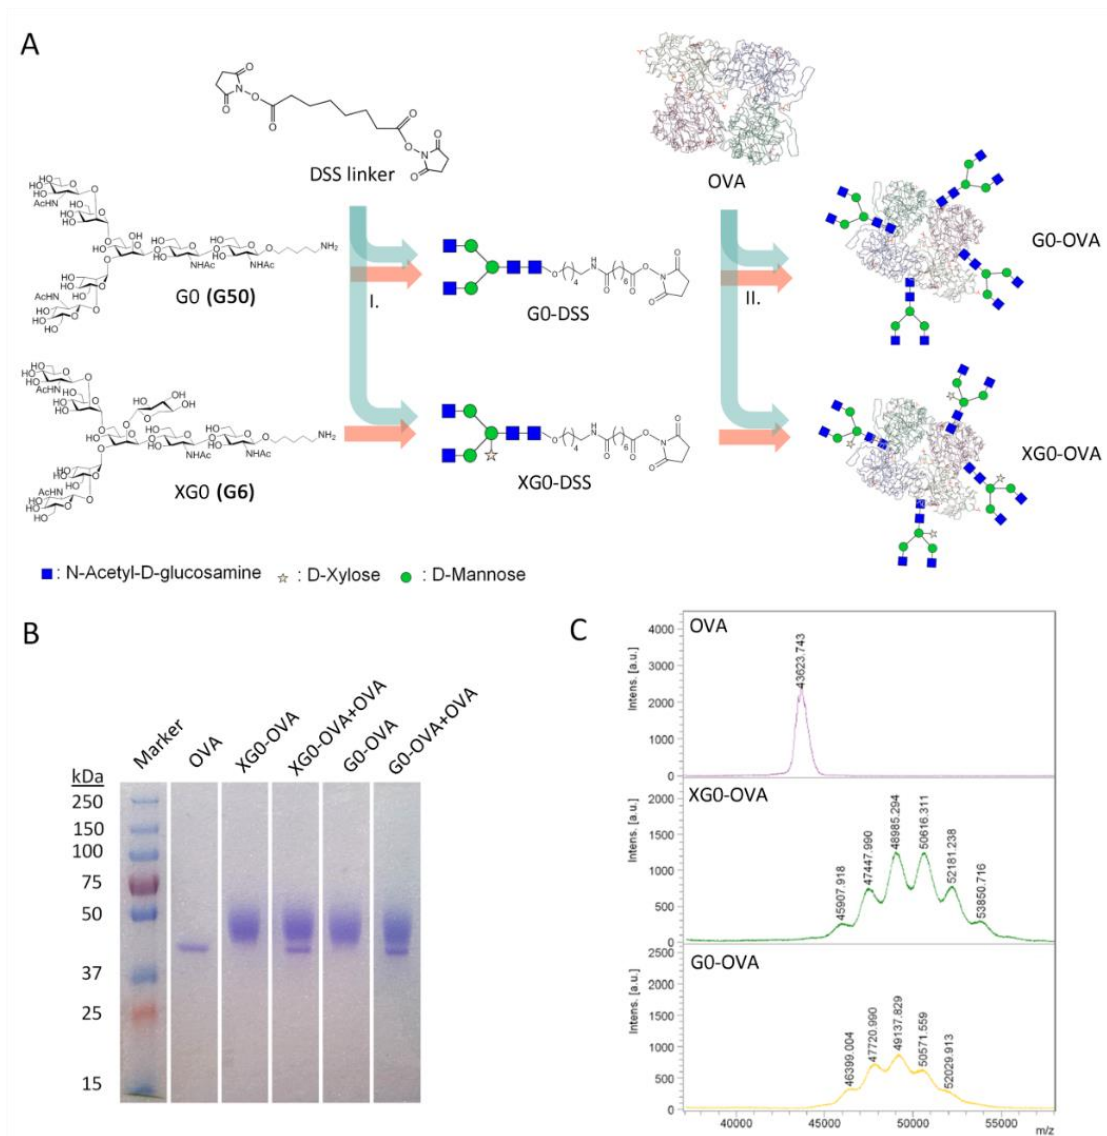 A
DSS linker
OVA
G0 (G50)
I.
G0-DSS
II.
G0-OVA
XG0 (G6)
XG0-DSS
XG0-OVA
: N-Acetyl-D-glucosamine : D-Xylose : D-Mannose
B
Marker
OVA
XG0-OVA
XG0-OVA+OVA
G0-OVA
G0-OVA+OVA
kDa
250
150
100
75
50
37
25
15
C
OVA
Intens. [a.u.]
4000
3000
2000
1000
0
43623.743
XG0-OVA
Intens. [a.u.]
2000
1500
1000
500
0
45907.918
47447.990
48985.294
50616.311
52181.238
53850.716
G0-OVA
Intens. [a.u.]
2500
2000
1500
1000
500
0
46399.004
47720.990
49137.829
50571.559
52029.913
40000 45000 50000 55000
m/z